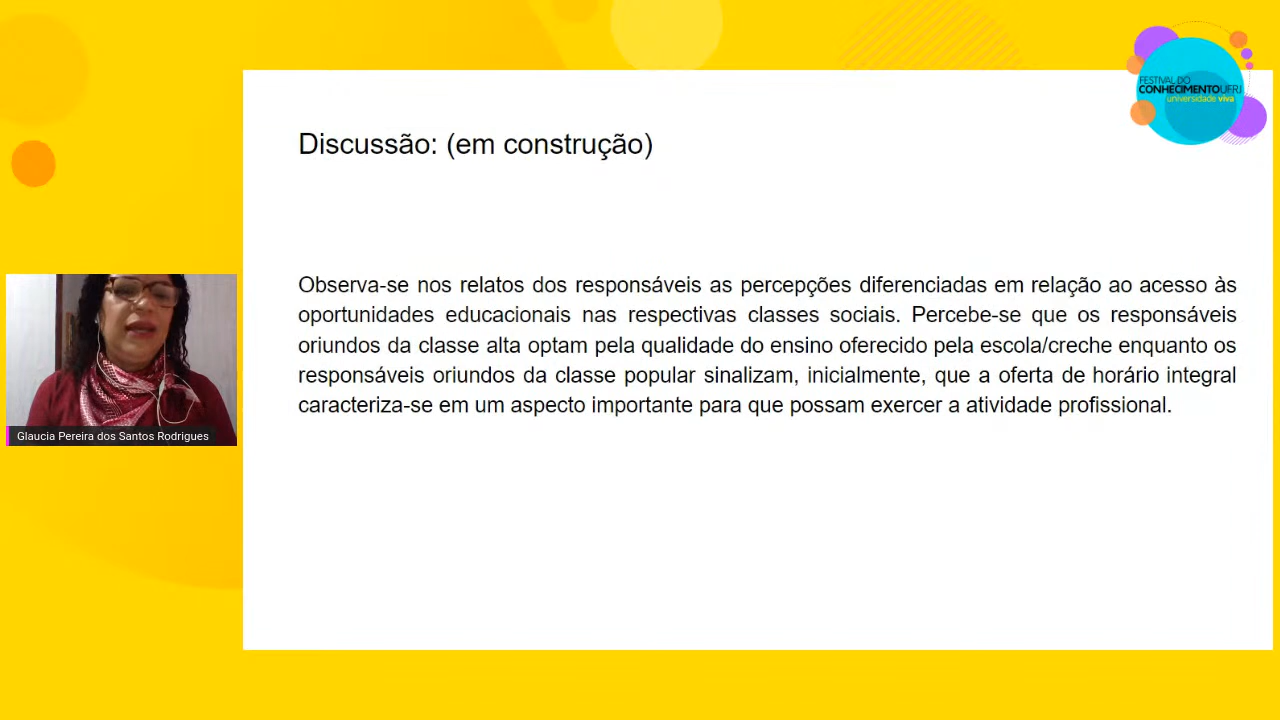 FESTIVAL DO
CONHECIMENTOUFRJ
universidade viva
Discussão: (em construção)
Observa-se nos relatos dos responsáveis as percepções diferenciadas em relação ao acesso às
oportunidades educacionais nas respectivas classes sociais. Percebe-se que os responsáveis
oriundos da classe alta optam pela qualidade do ensino oferecido pela escola/creche enquanto os
responsáveis oriundos da classe popular sinalizam, inicialmente, que a oferta de horário integral
caracteriza-se em um aspecto importante para que possam exercer a atividade profissional.
Glaucia Pereira dos Santos Rodrigues